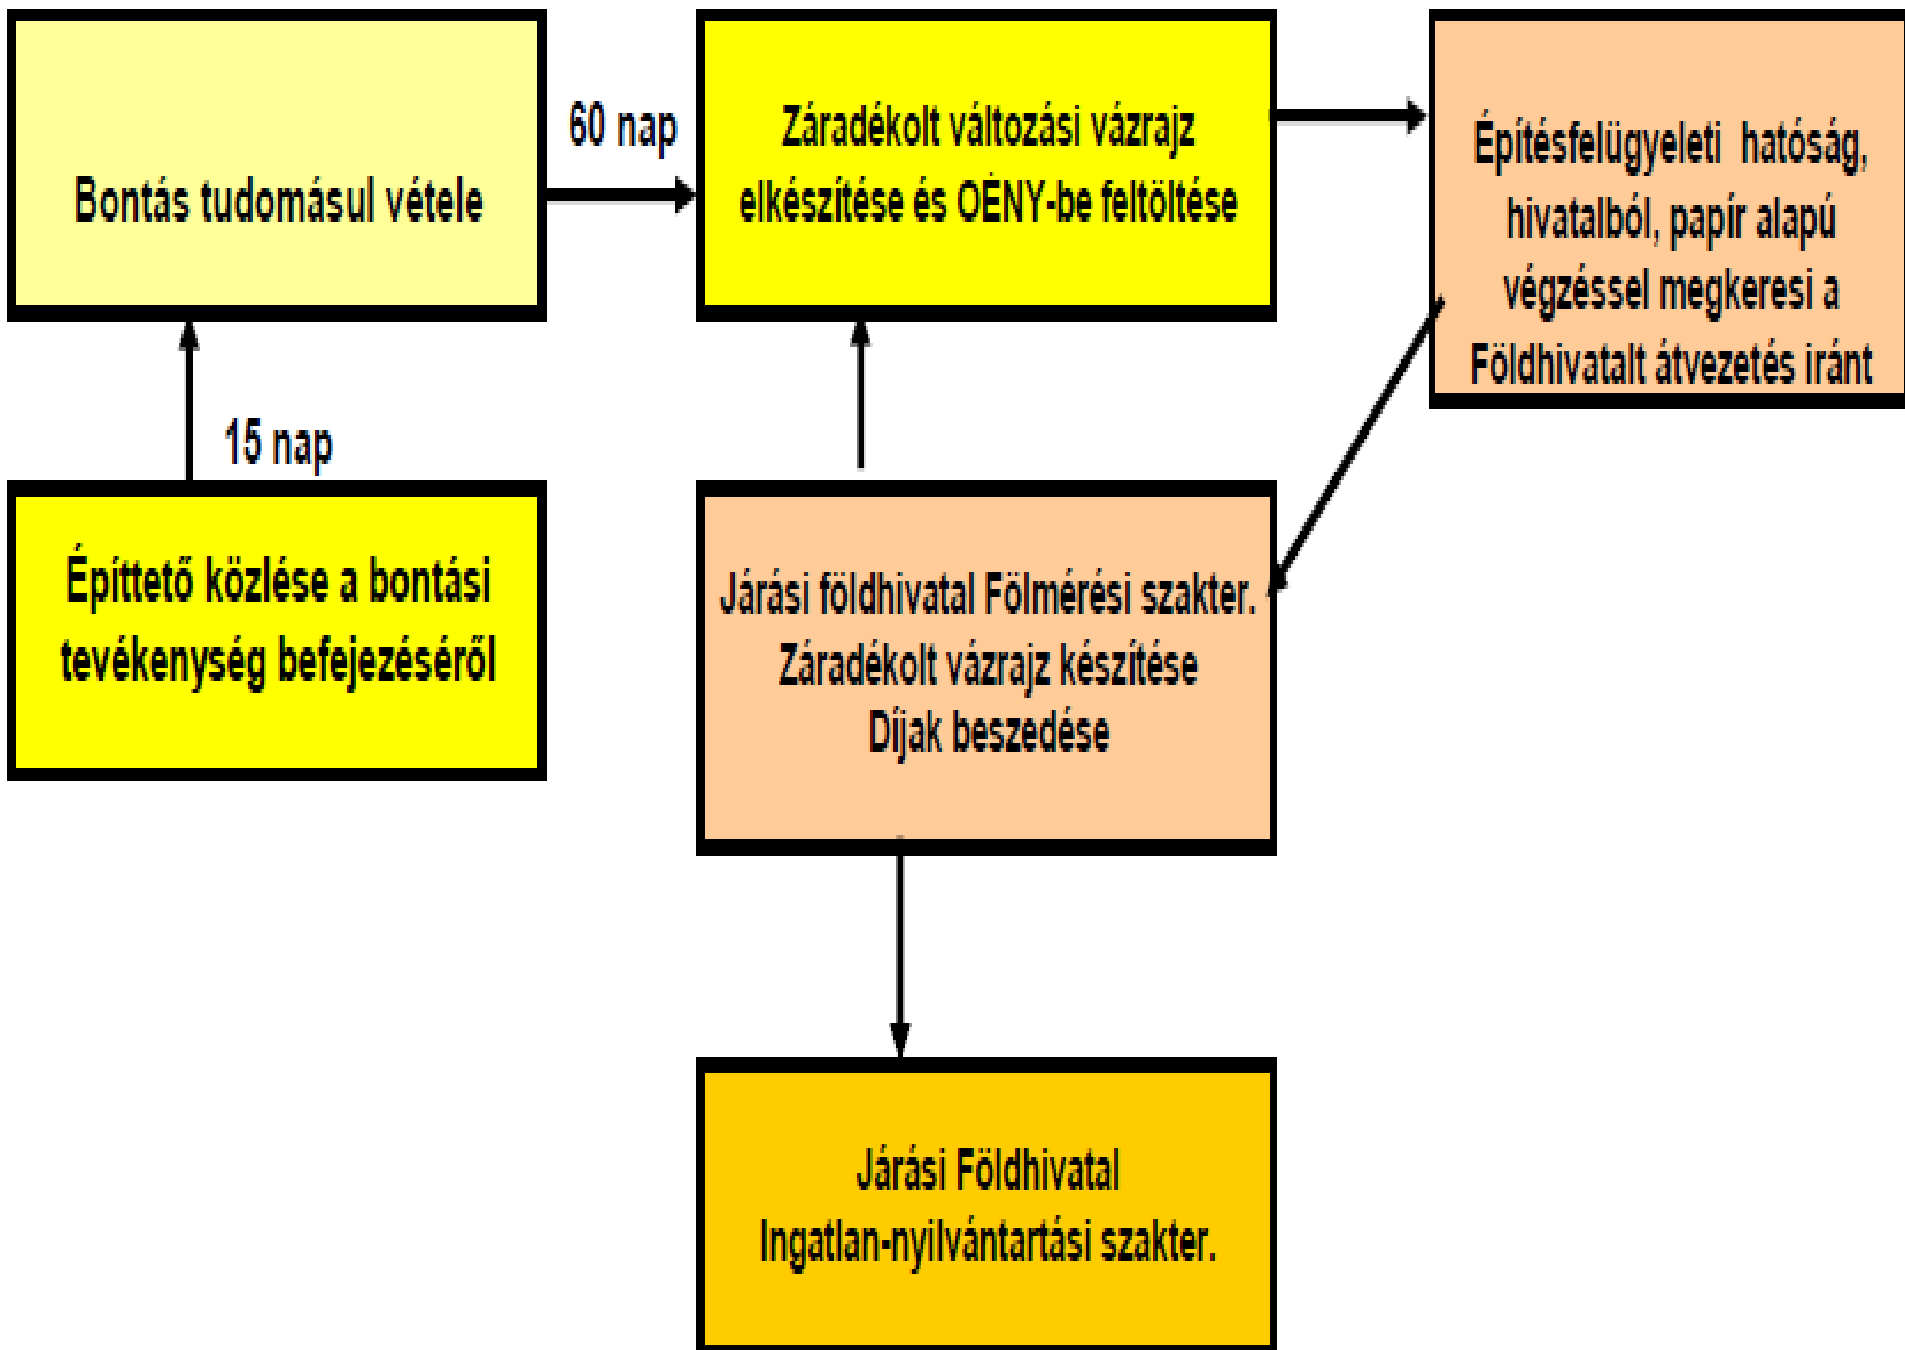 Bontás tudomásul vétele
60 nap
Záradékolt változási vázrajz
elkészítése és OÉNY-be feltöltése
Építésfelügyeleti hatóság,
hivatalból, papír alapú
végzéssel megkeresi a
Földhivatalt átvezetés iránt
15 nap
Építtető közlése a bontási
tevékenység befejezéséről
Járási földhivatal Fölmérési szakter.
Záradékolt vázrajz készítése
Díjak beszedése
Járási Földhivatal
Ingatlan-nyilvántartási szakter.